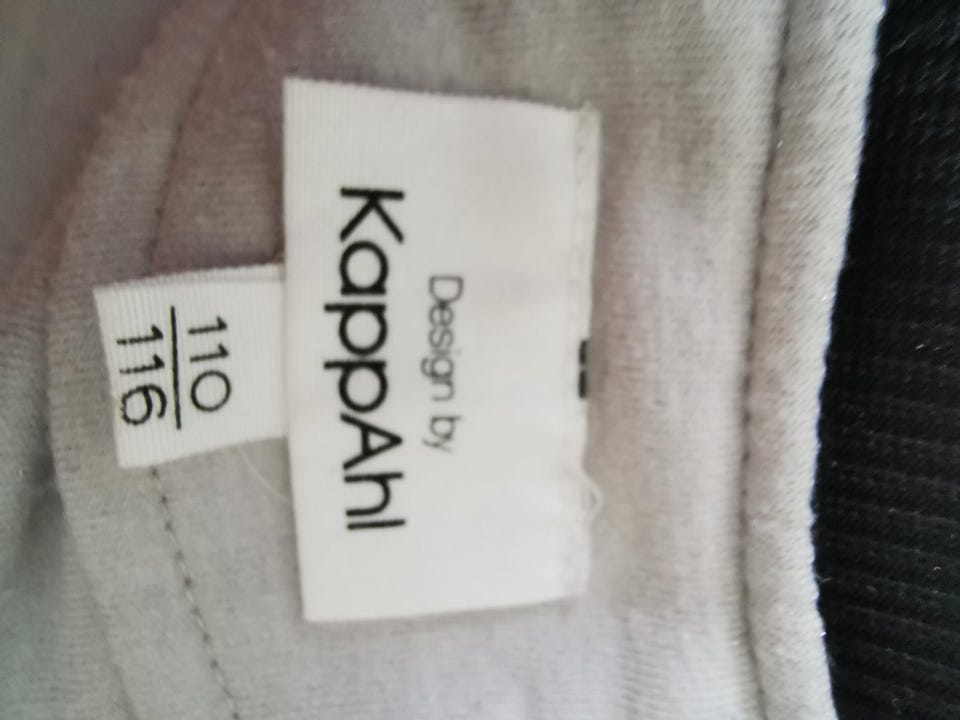 Design by
KappAhl
110
116